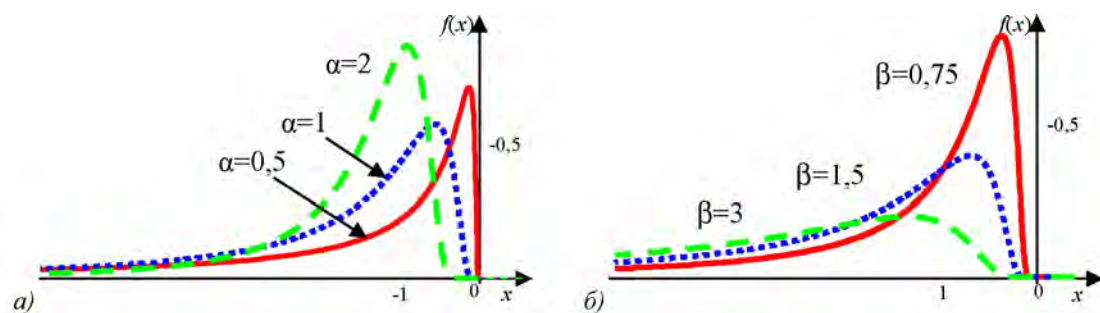 f(x)
α=2
α=1
α=0,5
-0,5
-1
0
x
а)
f(x)
β=0,75
β=1,5
β=3
-0,5
1
0
x
б)